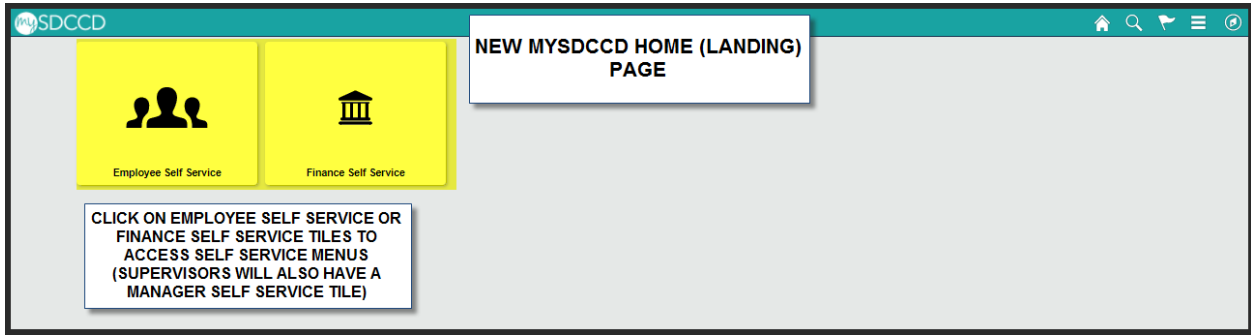 mySDCCD
NEW MYSDCCD HOME (LANDING)
PAGE
Employee Self Service
Finance Self Service
CLICK ON EMPLOYEE SELF SERVICE OR
FINANCE SELF SERVICE TILES TO
ACCESS SELF SERVICE MENUS
(SUPERVISORS WILL ALSO HAVE A
MANAGER SELF SERVICE TILE)